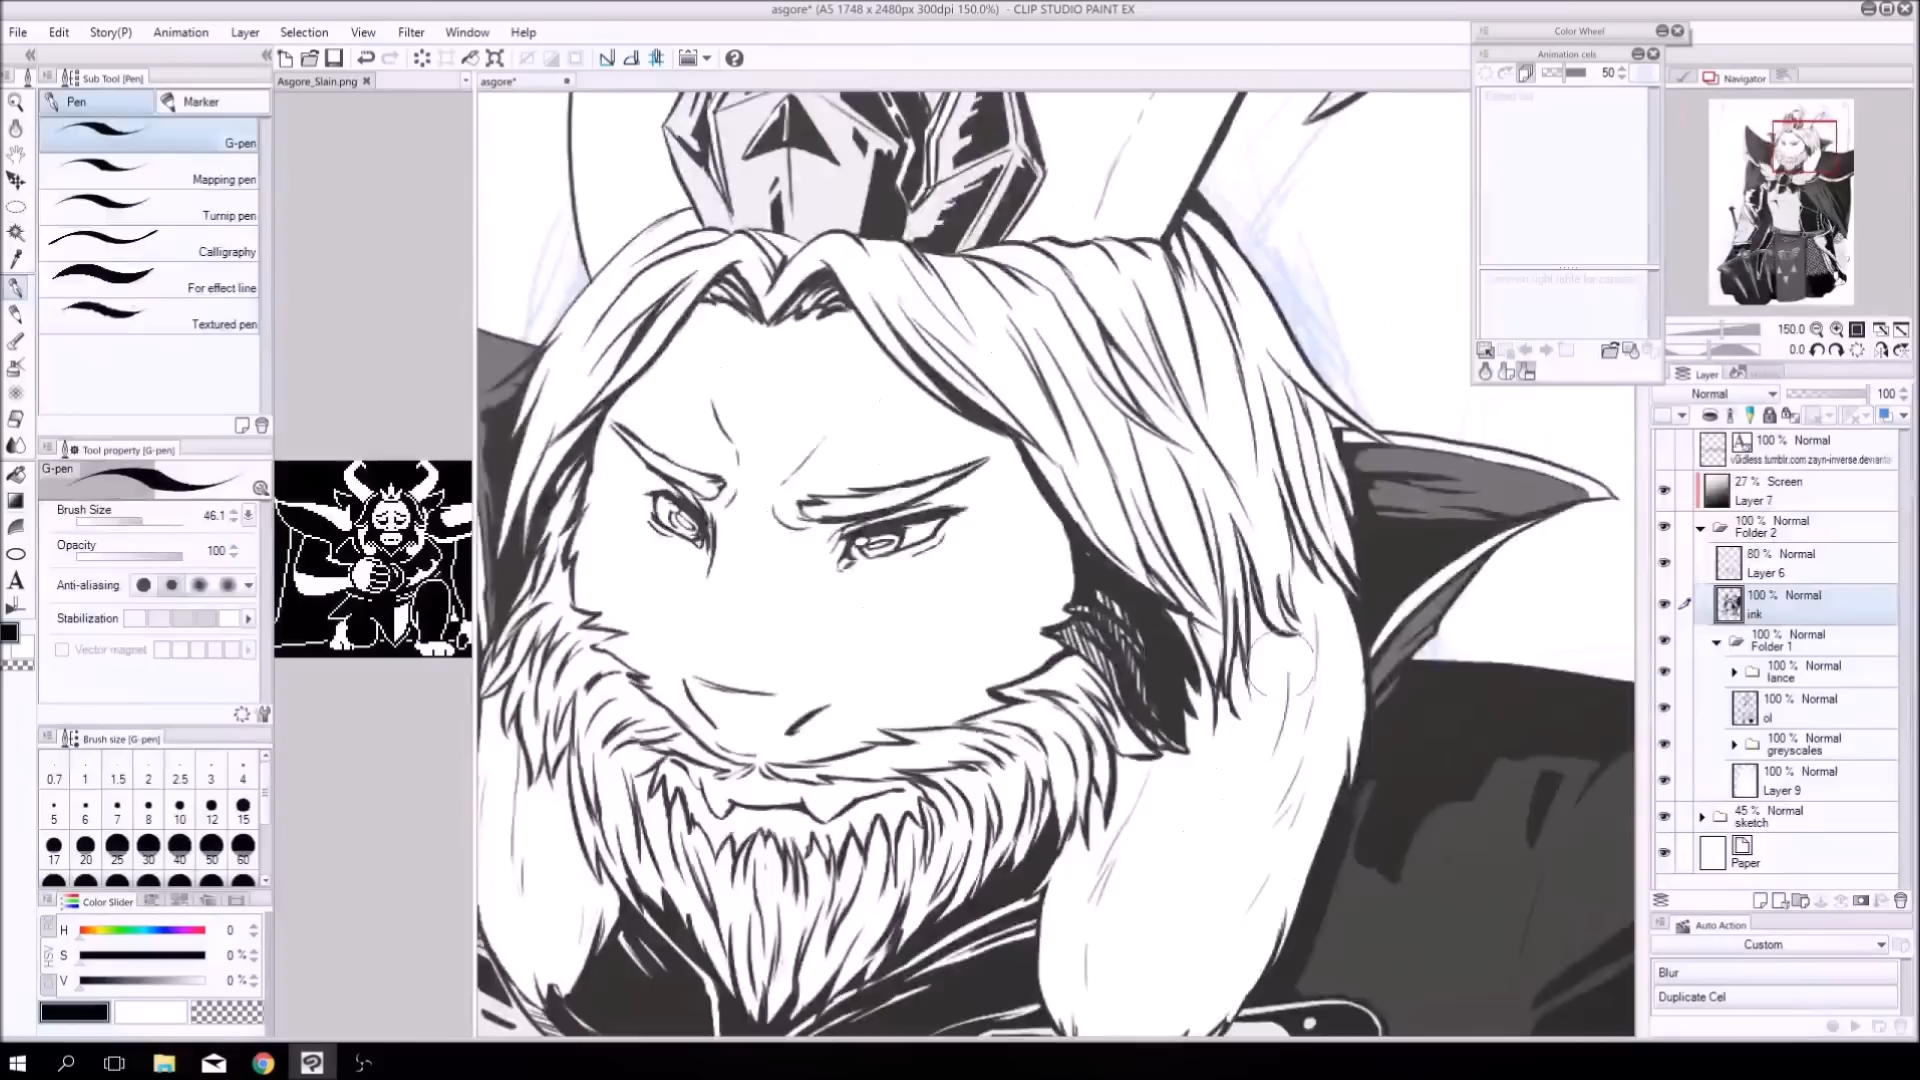 asgore* (A5 1748 x 2480px 300dpi 150.0%) - CLIP STUDIO PAINT EX
File Edit Story(P) Animation Layer Selection View Filter Window Help
Color Wheel
Animation cels
50
Sub Tool [Pen]
Pen
Marker
G-pen
Mapping pen
Turnip pen
Calligraphy
For effect line
Textured pen
Tool property [G-pen]
G-pen
Brush Size 46.1
Opacity 100
Anti-aliasing
Stabilization
Vector magnet
Brush size [G-pen]
0.7 1 1.5 2 2.5 3 4
5 6 7 8 10 12 15
17 20 25 30 40 50 60
Color Slider
HSV
H 0
S 0 %
V 0 %
Asgore_Slain.png
asgore*
Navigator
150.0
0.0
Layer
Normal 100
100 % Normal
27 % Screen
Layer 7
100 % Normal
Folder 2
80 % Normal
Layer 6
100 % Normal
ink
100 % Normal
Folder 1
100 % Normal
lance
100 % Normal
ol
100 % Normal
greyscales
100 % Normal
Layer 9
45 % Normal
sketch
Paper
Auto Action
Custom
Blur
Duplicate Cel